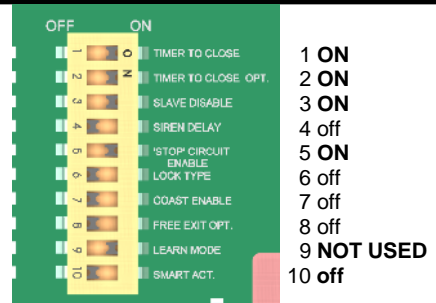 OFF ON
1 O TIMER TO CLOSE
2 N TIMER TO CLOSE OPT.
3 SLAVE DISABLE
4 SIREN DELAY
5 'STOP' CIRCUIT
ENABLE
6 LOCK TYPE
7 COAST ENABLE
8 FREE EXIT OPT.
9 LEARN MODE
10 SMART ACT.
1 ON
2 ON
3 ON
4 off
5 ON
6 off
7 off
8 off
9 NOT USED
10 off